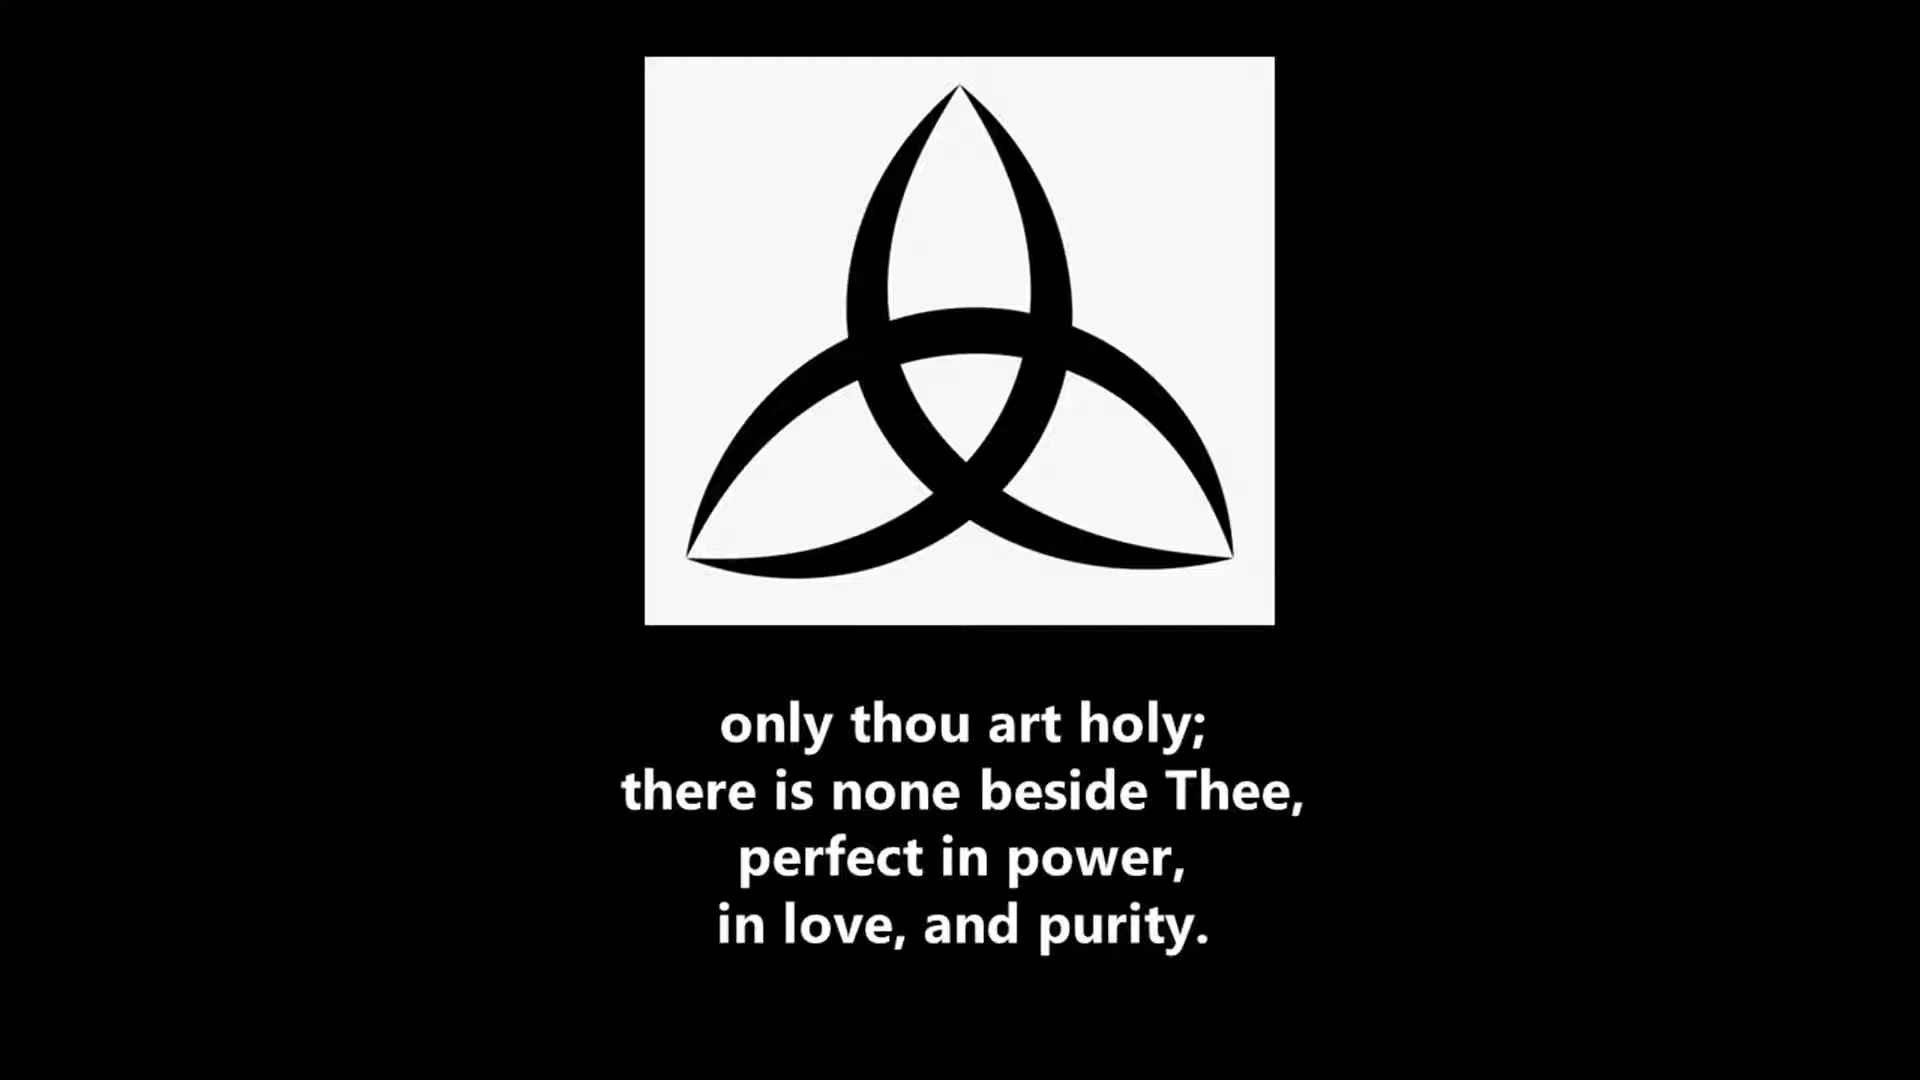 only thou art holy;
there is none beside Thee,
perfect in power,
in love, and purity.